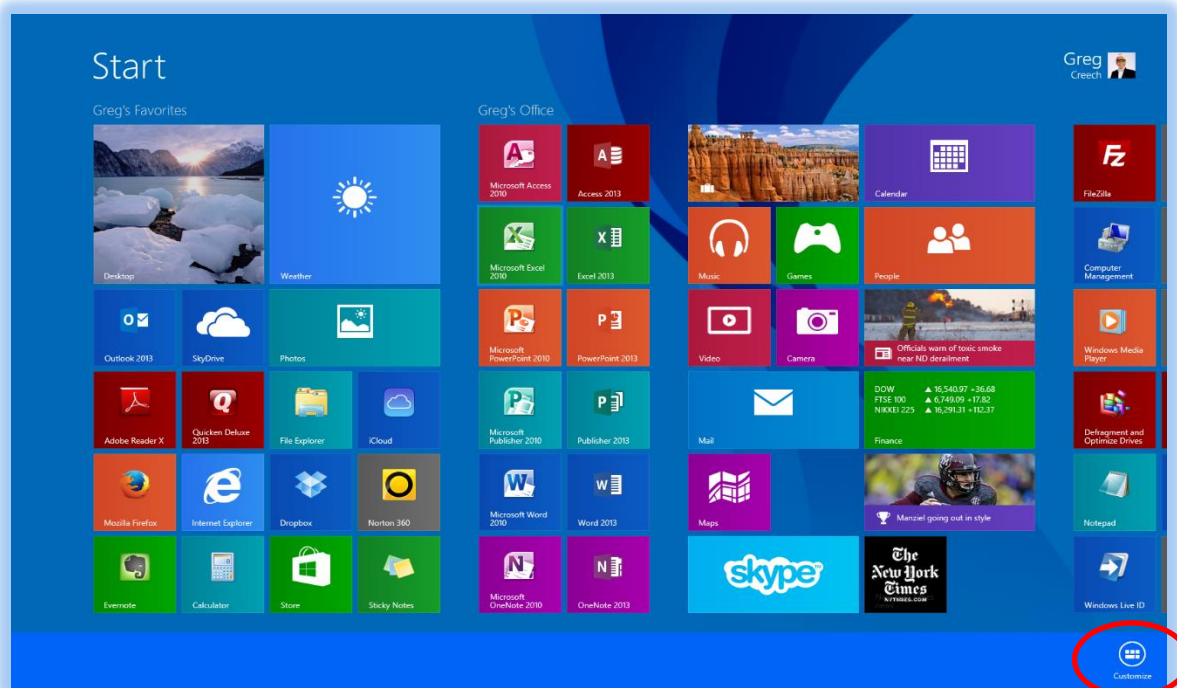 Start
Greg
Creech
Greg's Favorites
Desktop
Weather
Outlook 2013
SkyDrive
Photos
Adobe Reader X
Quicken Deluxe
2013
File Explorer
iCloud
Mozilla Firefox
Internet Explorer
Dropbox
Norton 360
Evernote
Calculator
Store
Sticky Notes
Greg's Office
Microsoft Access
2010
Access 2013
Microsoft Excel
2010
Excel 2013
Microsoft
PowerPoint 2010
PowerPoint 2013
Microsoft
Publisher 2010
Publisher 2013
Microsoft Word
2010
Word 2013
Microsoft
OneNote 2010
OneNote 2013
Calendar
Music
Games
People
Video
Camera
Officials warn of toxic smoke
near ND derailment
Mail
DOW ▲ 16,540.97 +36.68
FTSE 100 ▲ 6,749.09 +17.82
NIKKEI 225 ▲ 16,291.31 +112.37
Finance
Maps
Manziel going out in style
skype
The
New York
Times
NYTIMES.COM
FileZilla
Computer
Management
Windows Media
Player
Defragment and
Optimize Drives
Notepad
Windows Live ID
Customize